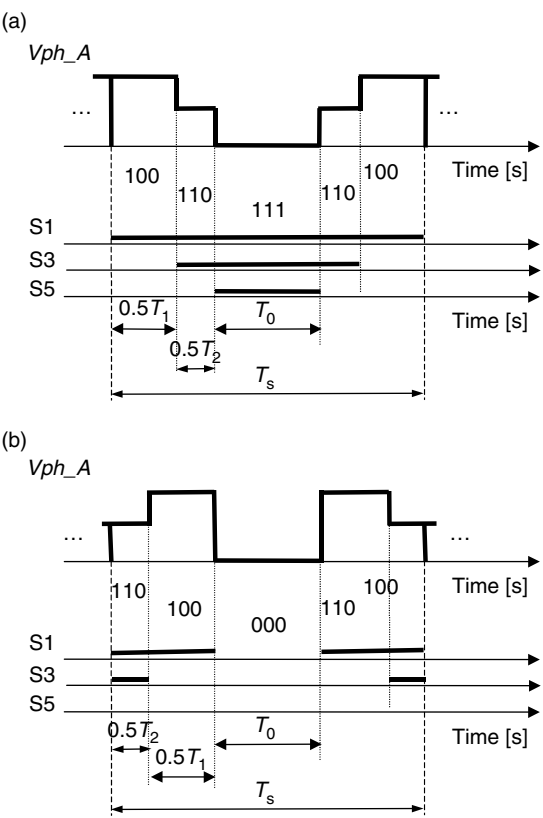 (a)
Vph_A
… …
Time [s]
100 110 111 110 100
S1
S3
S5
0.5T1 T0
Time [s]
0.5T2
Ts
(b)
Vph_A
… …
Time [s]
110 100 000 110 100
S1
S3
S5
0.5T2 T0
Time [s]
0.5T1
Ts